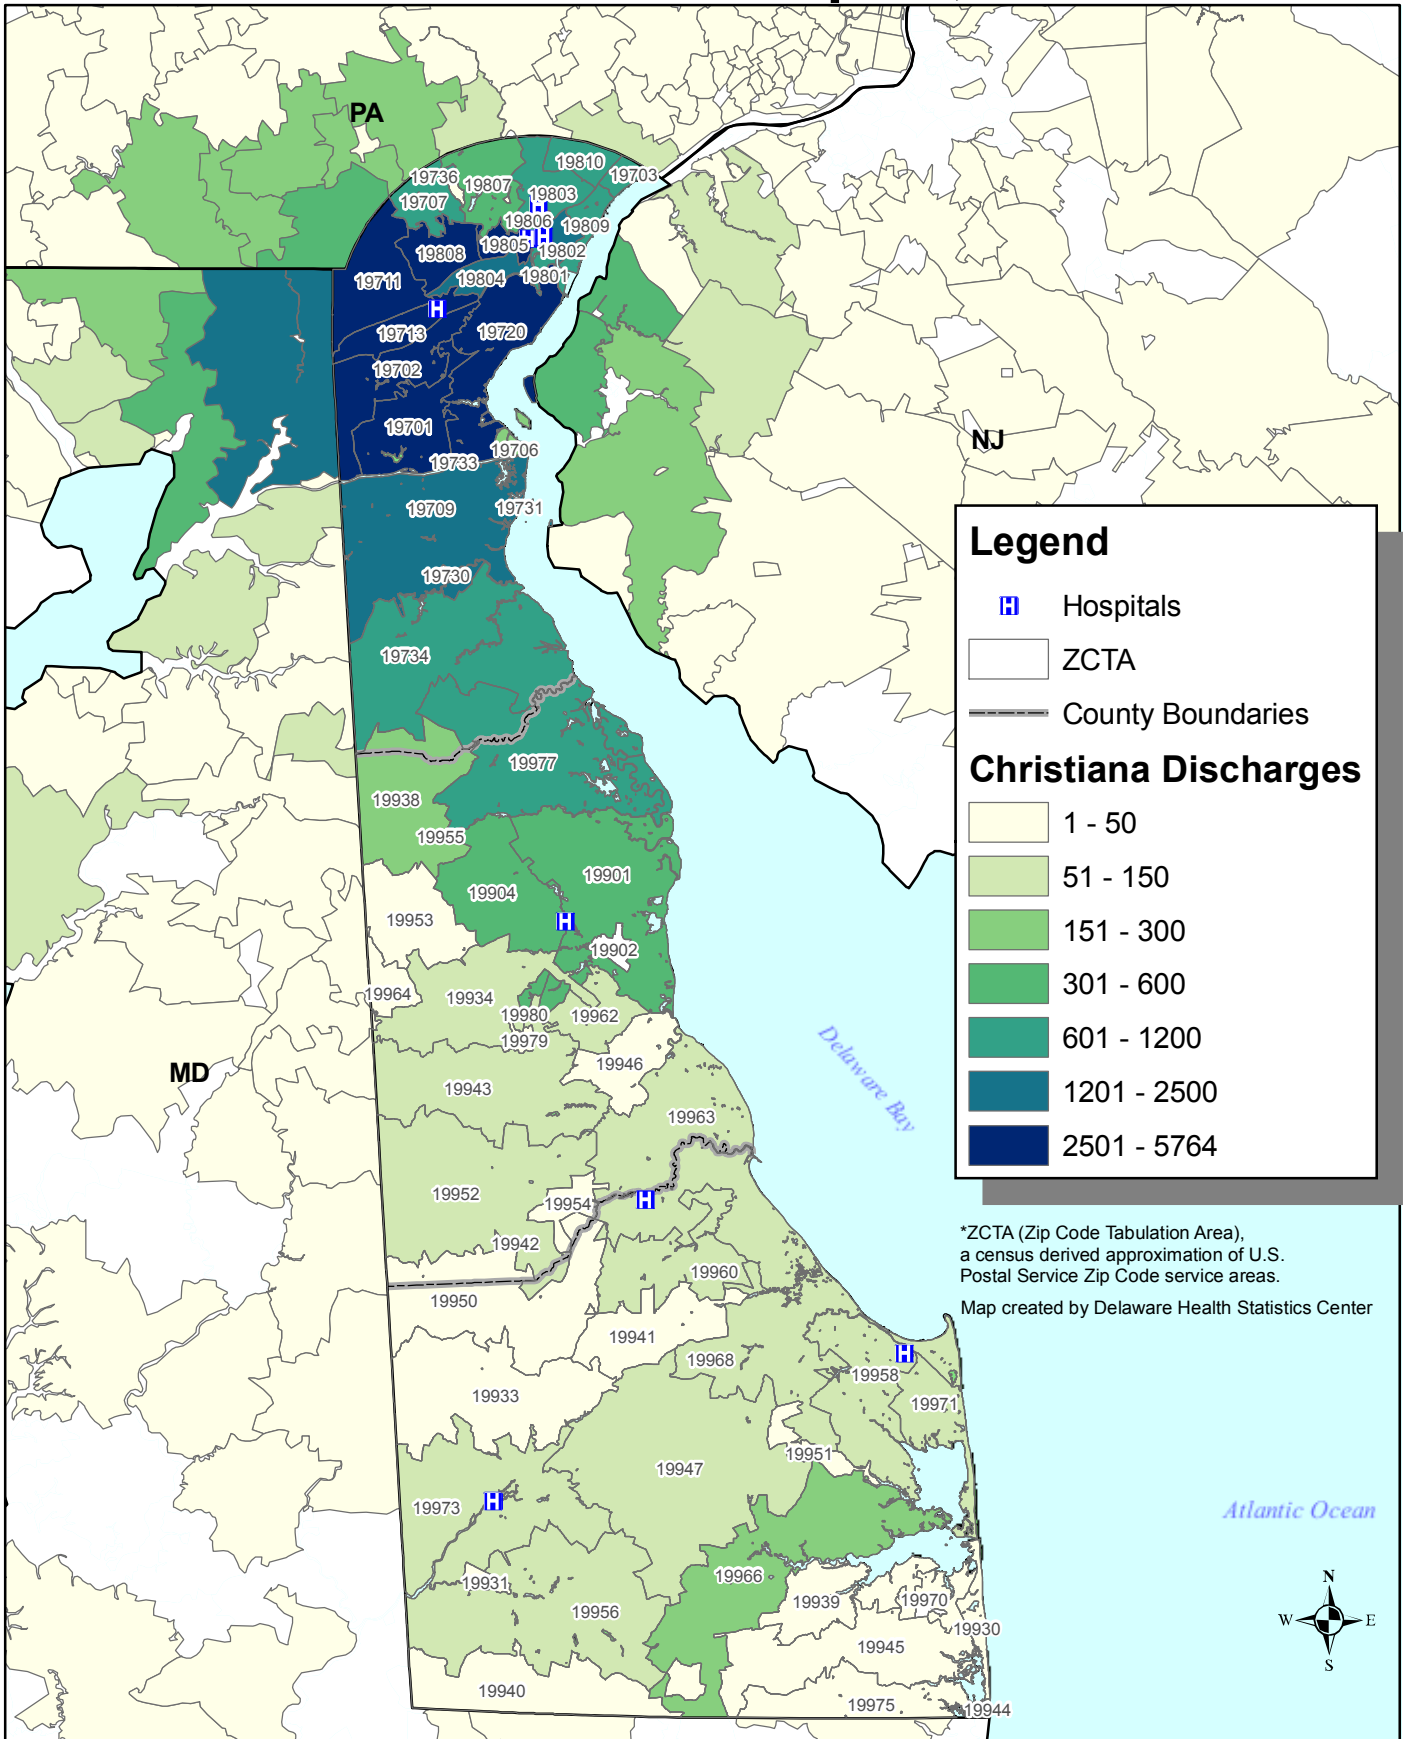 PA
19810
19736
19807
19703
19707
19803
19806
19809
19808
19805
19802
19711
19804
19801
19713
19720
19702
19701
NJ
19706
19733
19709
19731
19730
19734
19977
19938
19955
19904
19901
19953
19902
19964
19934
19980
19962
19979
19946
MD
19943
19963
19952
19954
19942
19960
19950
19941
19968
19958
19933
19971
19951
19947
19973
19931
19966
19956
19939
19970
19930
19945
19940
19975
19944
Delaware Bay
Atlantic Ocean
Legend
H Hospitals
ZCTA
County Boundaries
Christiana Discharges
1 - 50
51 - 150
151 - 300
301 - 600
601 - 1200
1201 - 2500
2501 - 5764
*ZCTA (Zip Code Tabulation Area),
a census derived approximation of U.S.
Postal Service Zip Code service areas.
Map created by Delaware Health Statistics Center
N
W E
S